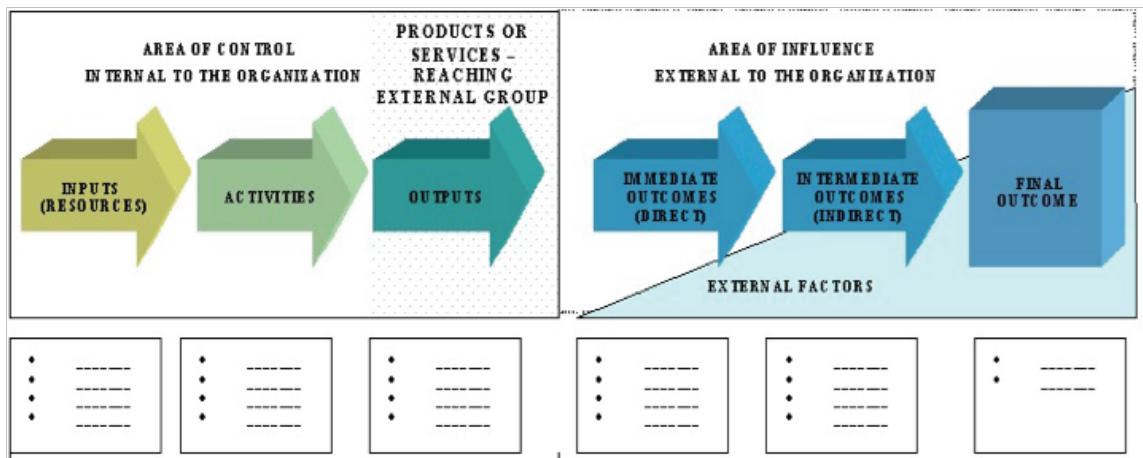 AREA OF CONTROL
INTERNAL TO THE ORGANIZATION
PRODUCTS OR
SERVICES –
REACHING
EXTERNAL GROUP
AREA OF INFLUENCE
EXTERNAL TO THE ORGANIZATION
INPUTS
(RESOURCES)
ACTIVITIES
OUTPUTS
IMMEDIATE
OUTCOMES
(DIRECT)
INTERMEDIATE
OUTCOMES
(INDIRECT)
FINAL
OUTCOME
EXTERNAL FACTORS